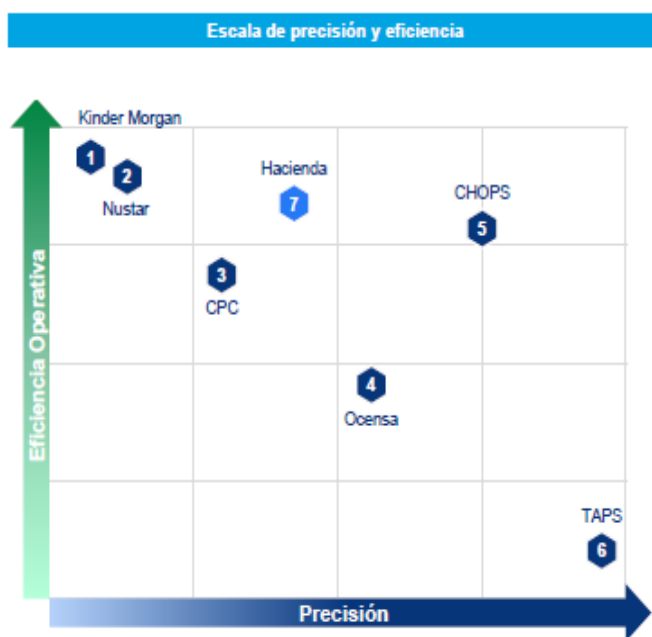 Escala de precisión y eficiencia
Kinder Morgan
1
2
Nustar
Hacienda
7
CHOPS
5
3
CPC
4
Ocensa
TAPS
6
Eficiencia Operativa
Precisión